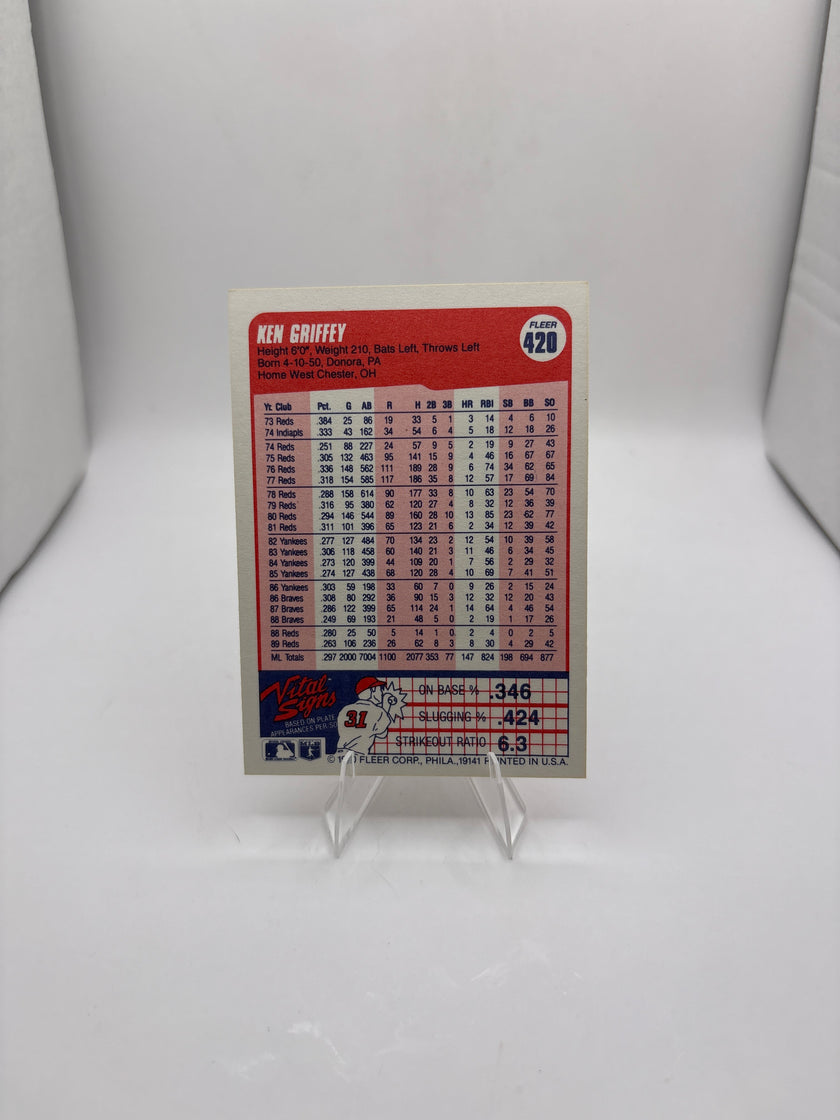 KEN GRIFFEY
FLEER
420
Height 6'0", Weight 210, Bats Left, Throws Left
Born 4-10-50, Donora, PA
Home West Chester, OH
Yr. Club Pct. G AB R H 2B 3B HR RBI SB BB SO
73 Reds .384 25 86 19 33 5 1 3 14 4 6 10
74 Indiapls .333 43 162 34 54 6 4 5 18 12 18 26
74 Reds .251 88 227 24 57 9 5 2 19 9 27 43
75 Reds .305 132 463 95 141 15 9 4 46 16 67 67
76 Reds .336 148 562 111 189 28 9 6 74 34 62 65
77 Reds .318 154 585 117 186 35 8 12 57 17 69 84
78 Reds .288 158 614 90 177 33 8 10 63 23 54 70
79 Reds .316 95 380 62 120 27 4 8 32 12 36 39
80 Reds .294 146 544 89 160 28 10 13 85 23 62 77
81 Reds .311 101 396 65 123 21 6 2 34 12 39 42
82 Yankees .277 127 484 70 134 23 2 12 54 10 39 58
83 Yankees .306 118 458 60 140 21 3 11 46 6 34 45
84 Yankees .273 120 399 44 109 20 1 7 56 2 29 32
85 Yankees .274 127 438 68 120 28 4 10 69 7 41 51
86 Yankees .303 59 198 33 60 7 0 9 26 2 15 24
86 Braves .308 80 292 36 90 15 3 12 32 12 20 43
87 Braves .286 122 399 65 114 24 1 14 64 4 46 54
88 Braves .249 69 193 21 48 5 0 2 19 1 17 26
88 Reds .280 25 50 5 14 1 0 2 4 0 2 5
89 Reds .263 106 236 26 62 8 3 8 30 4 29 42
ML Totals .297 2000 7004 1100 2077 353 77 147 824 198 694 877
Vital Signs
BASED ON PLATE
APPEARANCES PER SO
31
ON BASE % .346
SLUGGING % .424
STRIKEOUT RATIO 6.3
FLEER CORP., PHILA., 19141 PRINTED IN U.S.A.